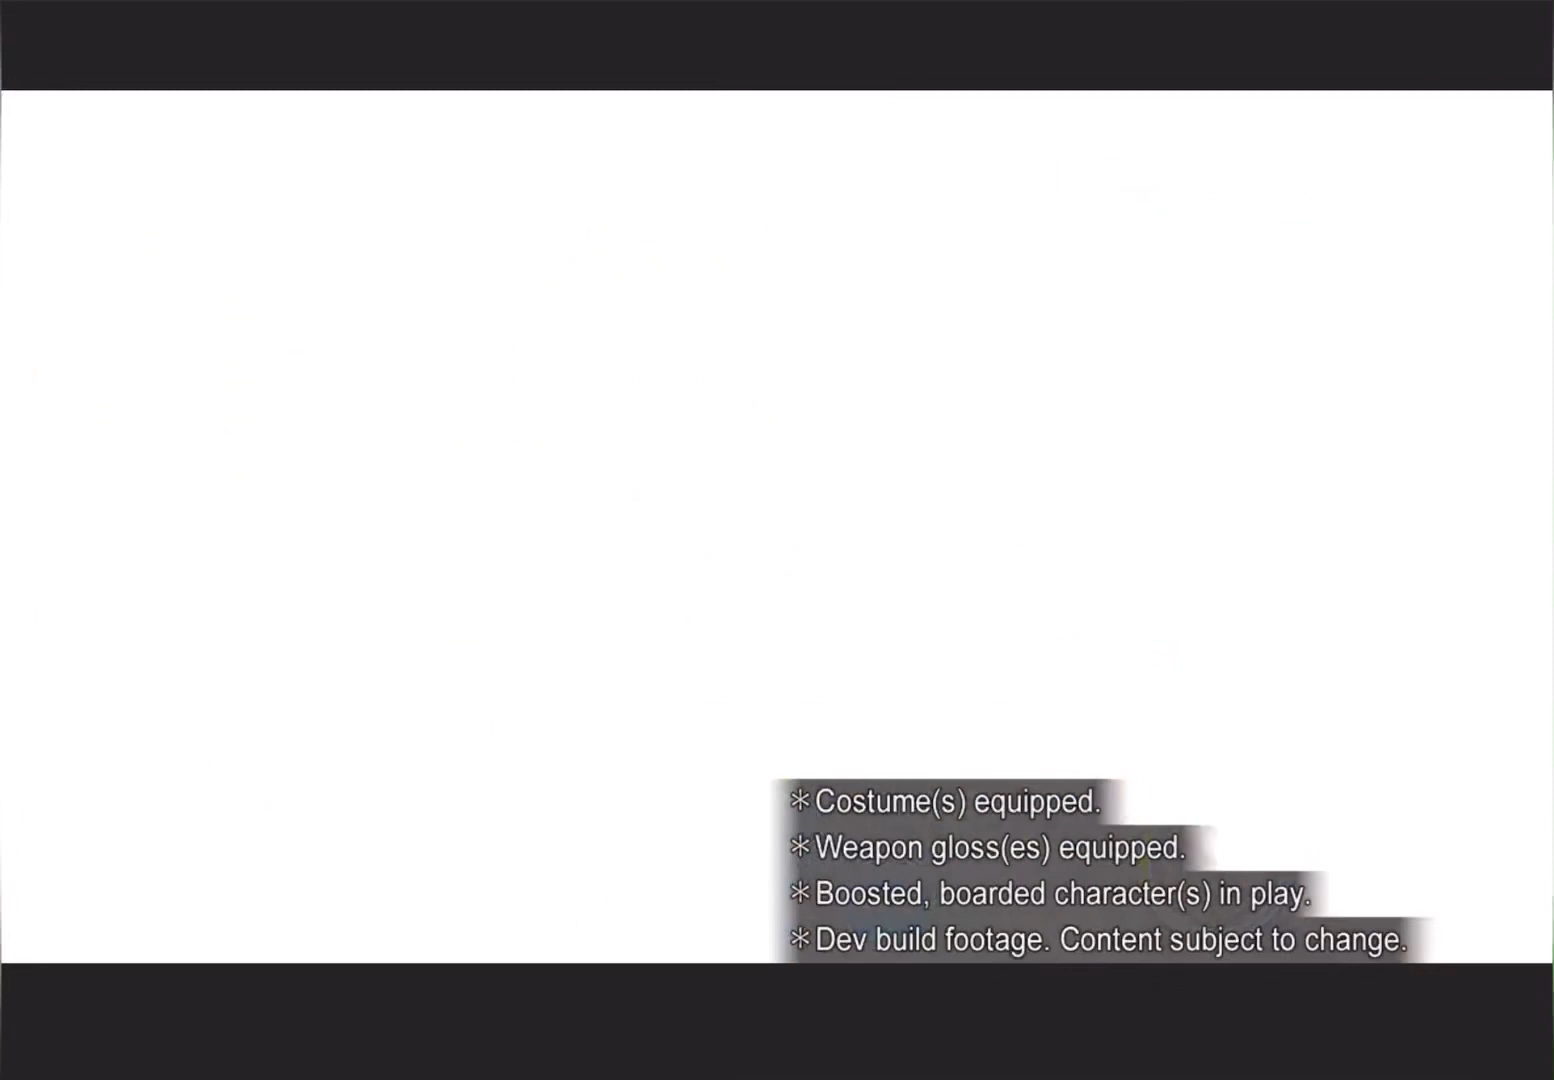 ＊Costume(s) equipped.
＊Weapon gloss(es) equipped.
＊Boosted, boarded character(s) in play.
＊Dev build footage. Content subject to change.